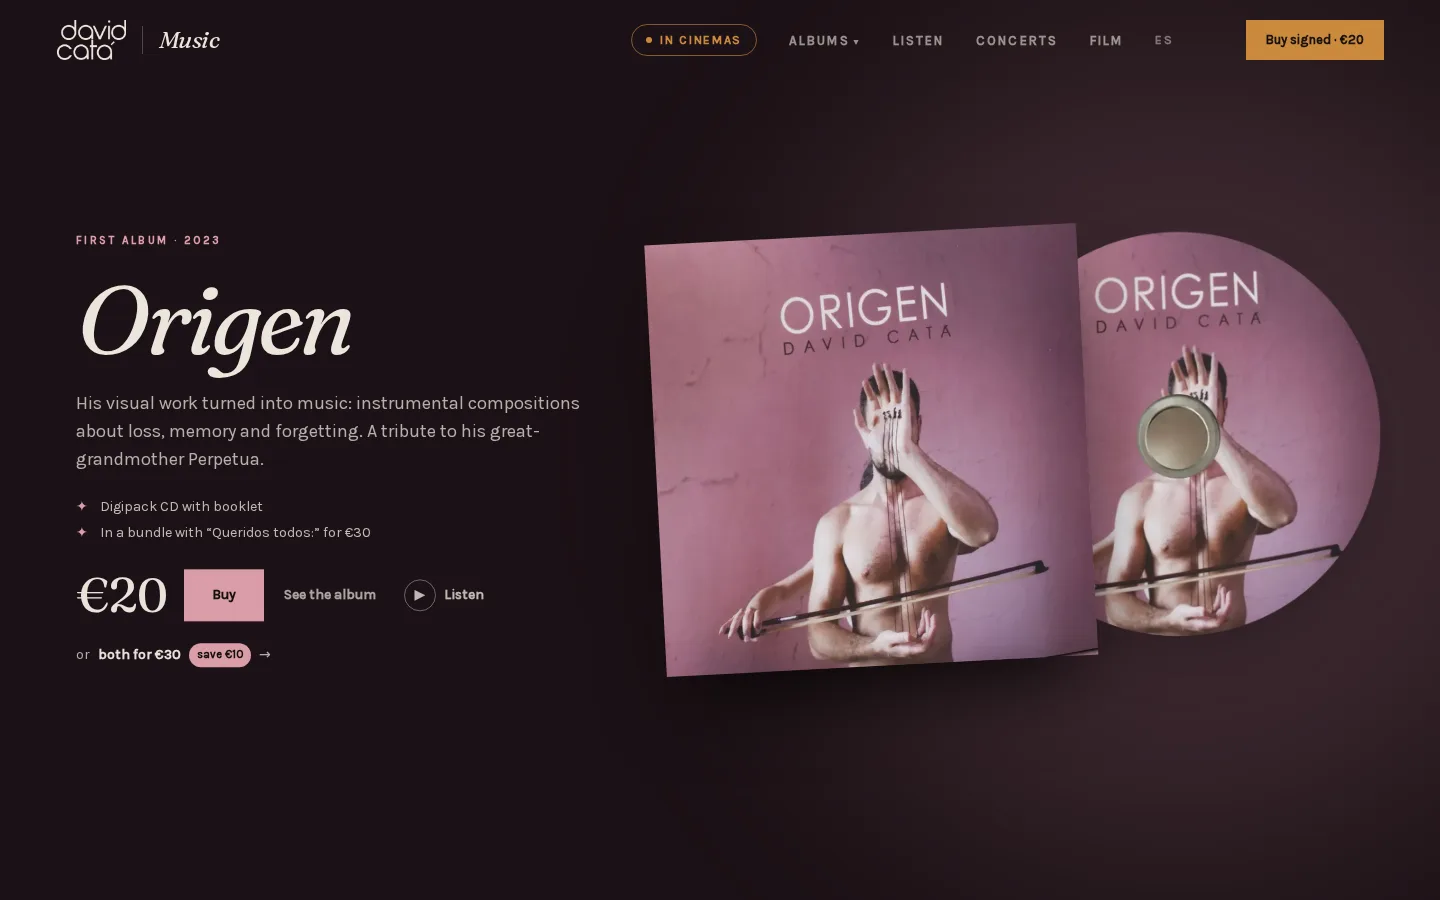 david
catá
Music
IN CINEMAS
ALBUMS ▾
LISTEN
CONCERTS
FILM
ES
Buy signed · €20
FIRST ALBUM · 2023
Origen
His visual work turned into music: instrumental compositions
about loss, memory and forgetting. A tribute to his great-
grandmother Perpetua.
✦ Digipack CD with booklet
✦ In a bundle with “Queridos todos:” for €30
€20
Buy
See the album
Listen
or both for €30 save €10 →
ORIGEN
DAVID CATÁ
ORIGEN
DAVID CATÁ